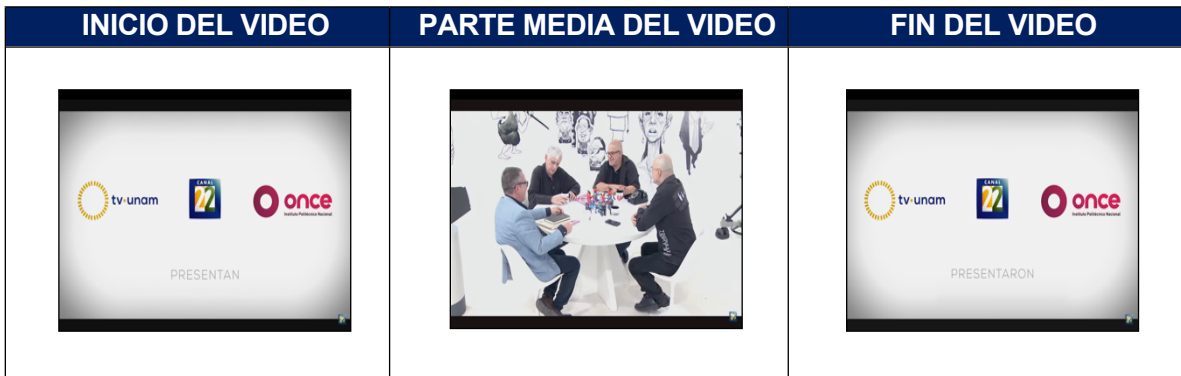 INICIO DEL VIDEO
PARTE MEDIA DEL VIDEO
FIN DEL VIDEO
tv·unam
CANAL
22
once
Instituto Politécnico Nacional
PRESENTAN
tv·unam
CANAL
22
once
Instituto Politécnico Nacional
PRESENTARON